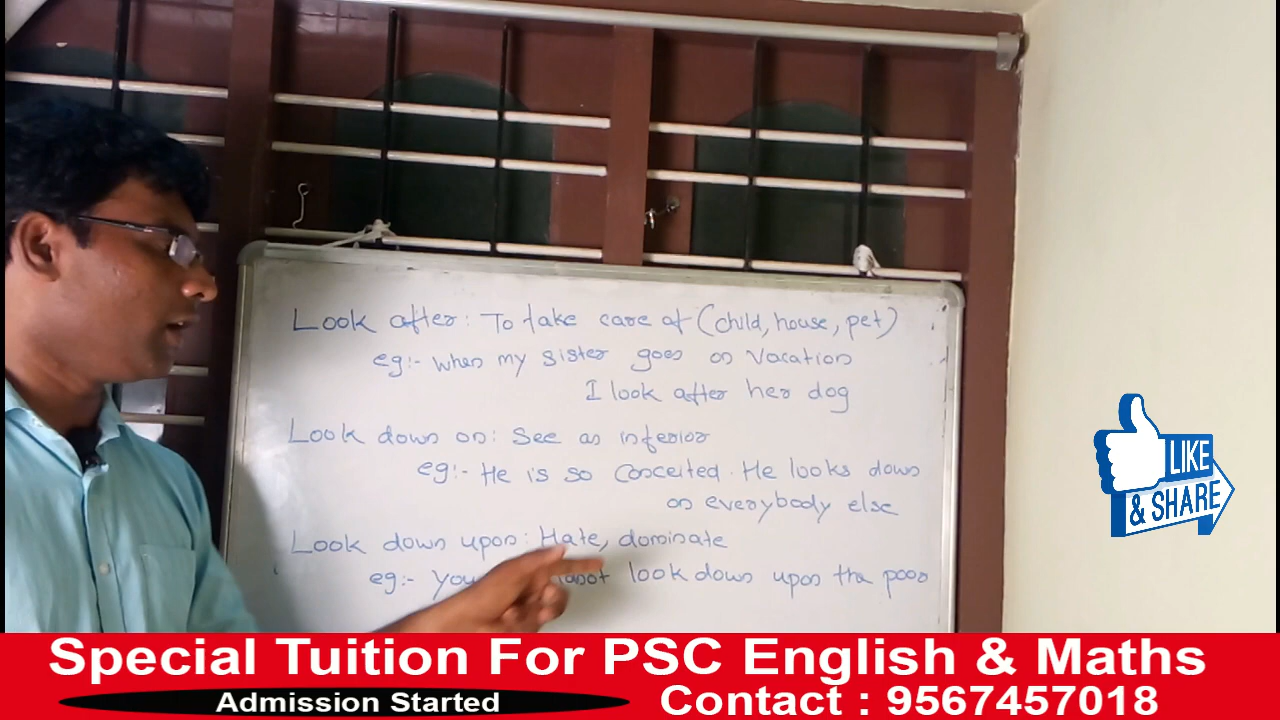 Look after: To take care of (child, house, pet)
eg:- when my sister goes on vacation
I look after her dog
Look down on: See as inferior
eg:- He is so conceited. He looks down
on everybody else
Look down upon: Hate, dominate
eg:- you not look down upon the poor
LIKE
& SHARE
Special Tuition For PSC English & Maths
Admission Started
Contact : 9567457018